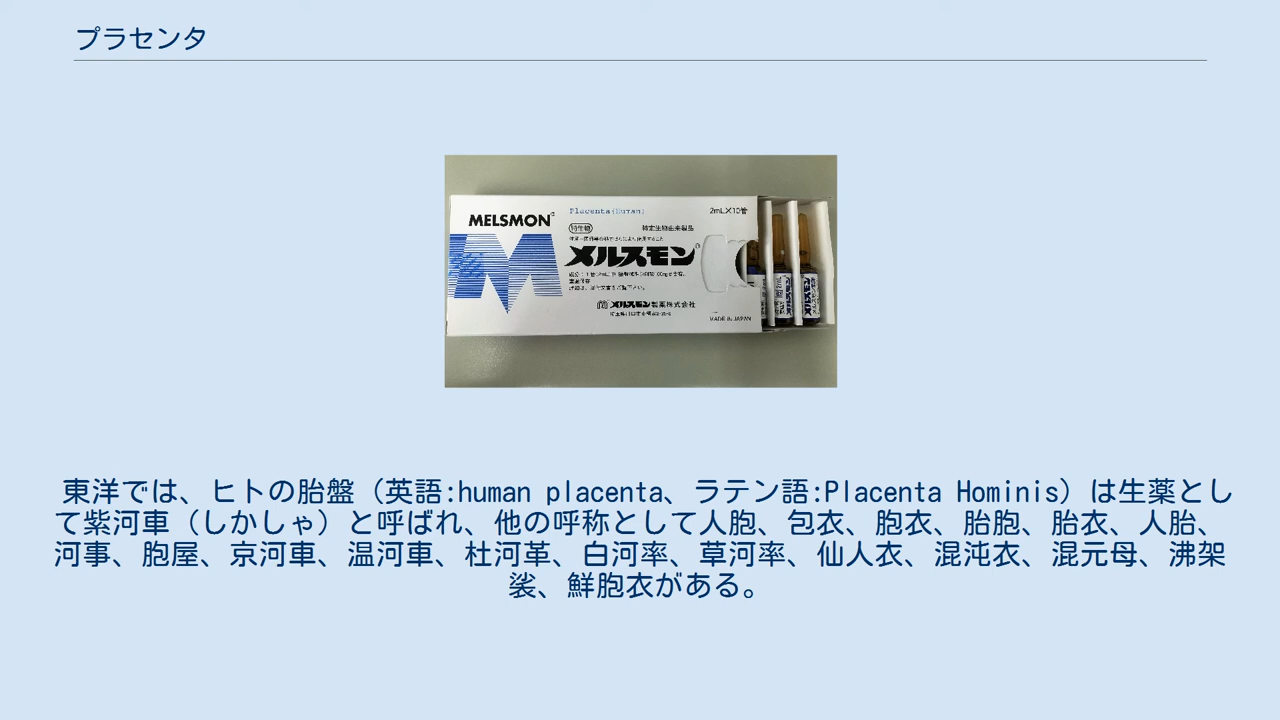 プラセンタ
MELSMON
Placenta(Human)
2mL×10管
特生物
特定生物由来製品
メルスモン
メルスモン製薬株式会社
MADE IN JAPAN
東洋では、ヒトの胎盤（英語:human placenta、ラテン語:Placenta Hominis）は生薬とし
て紫河車（しかしゃ）と呼ばれ、他の呼称として人胞、包衣、胞衣、胎胞、胎衣、人胎、
河事、胞屋、京河車、温河車、杜河革、白河率、草河率、仙人衣、混沌衣、混元母、沸架
裟、鮮胞衣がある。